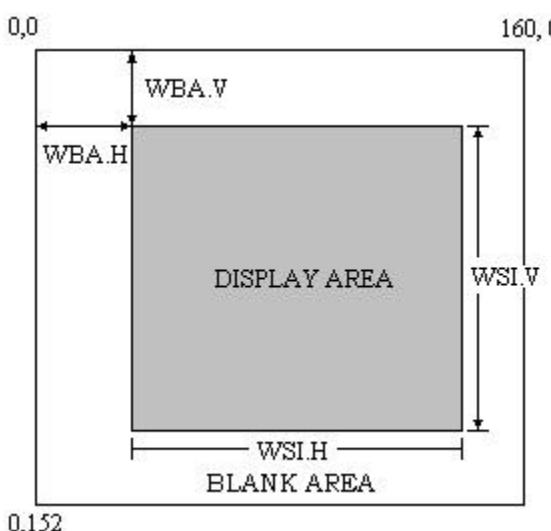 0,0 160, 0
WBA.V
WBA.H
DISPLAY AREA
WSI.V
WSI.H
BLANK AREA
0,152